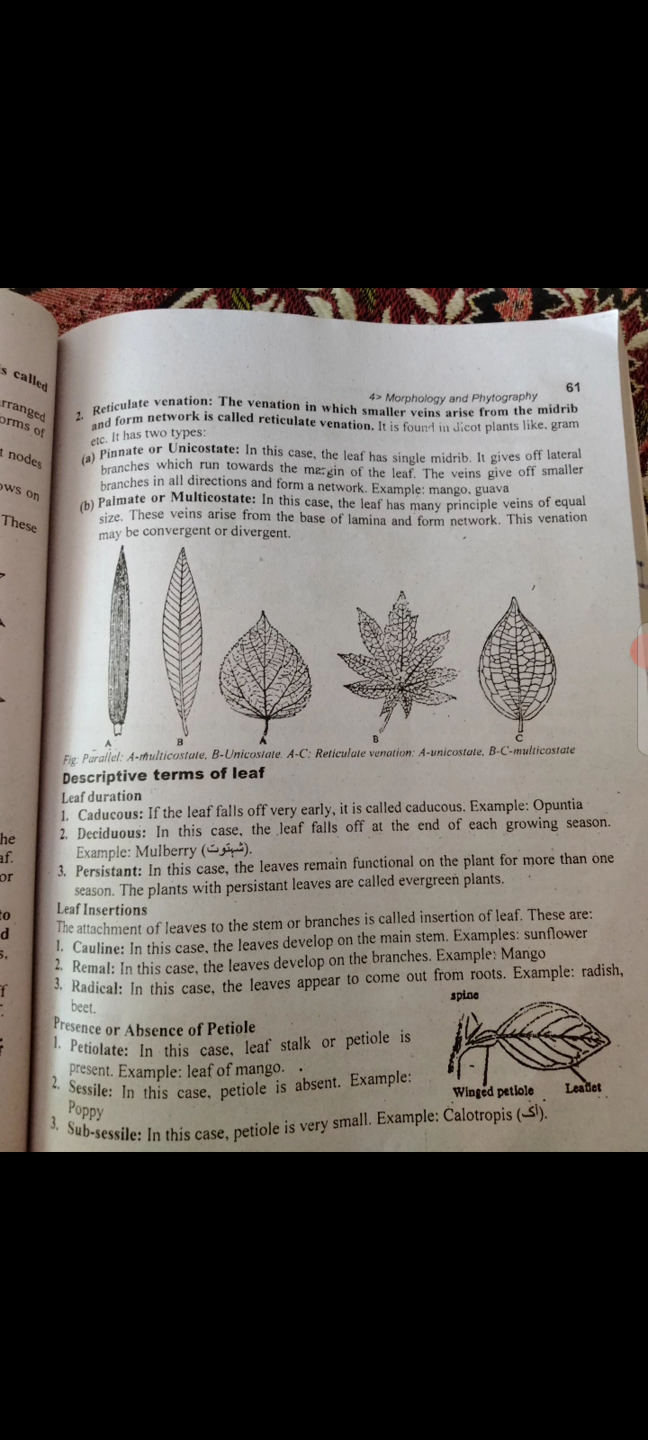 s called
rranged
orms of
t nodes
ows on
These
he
af.
or
to
d
s.
f
61
4> Morphology and Phytography
2. Reticulate venation: The venation in which smaller veins arise from the midrib
and form network is called reticulate venation. It is found in dicot plants like, gram
etc. It has two types:
(a) Pinnate or Unicostate: In this case, the leaf has single midrib. It gives off lateral
branches which run towards the margin of the leaf. The veins give off smaller
branches in all directions and form a network. Example: mango, guava
(b) Palmate or Multicostate: In this case, the leaf has many principle veins of equal
size. These veins arise from the base of lamina and form network. This venation
may be convergent or divergent.
A B A B C
Fig: Parallel: A-multicostate, B-Unicostate. A-C: Reticulate venation: A-unicostate, B-C-multicostate
Descriptive terms of leaf
Leaf duration
1. Caducous: If the leaf falls off very early, it is called caducous. Example: Opuntia
2. Deciduous: In this case, the leaf falls off at the end of each growing season.
Example: Mulberry (شہتوت).
3. Persistant: In this case, the leaves remain functional on the plant for more than one
season. The plants with persistant leaves are called evergreen plants.
Leaf Insertions
The attachment of leaves to the stem or branches is called insertion of leaf. These are:
1. Cauline: In this case, the leaves develop on the main stem. Examples: sunflower
2. Remal: In this case, the leaves develop on the branches. Example: Mango
3. Radical: In this case, the leaves appear to come out from roots. Example: radish,
beet.
Presence or Absence of Petiole
1. Petiolate: In this case, leaf stalk or petiole is
present. Example: leaf of mango.
2. Sessile: In this case, petiole is absent. Example:
Poppy
3. Sub-sessile: In this case, petiole is very small. Example: Calotropis (اک).
spine
Winged petiole Leaflet